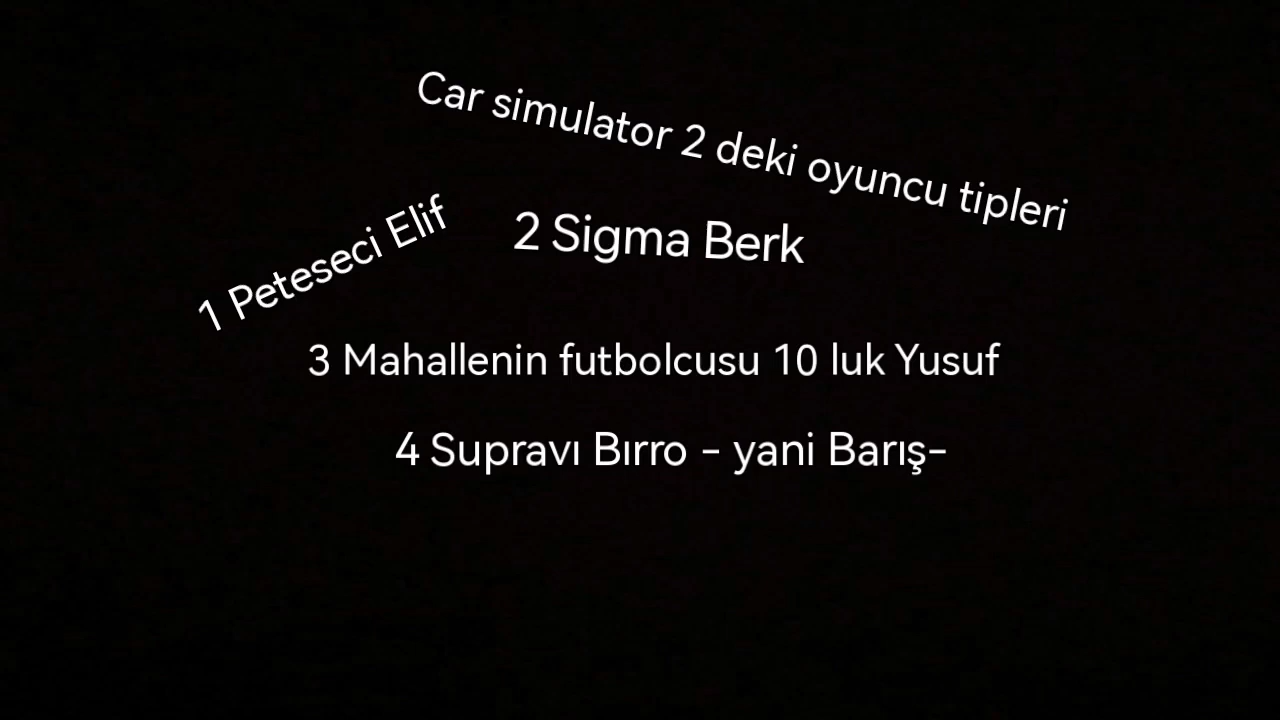 Car simulator 2 deki oyuncu tipleri
1 Peteseci Elif
2 Sigma Berk
3 Mahallenin futbolcusu 10 luk Yusuf
4 Supravı Bırro - yani Barış-